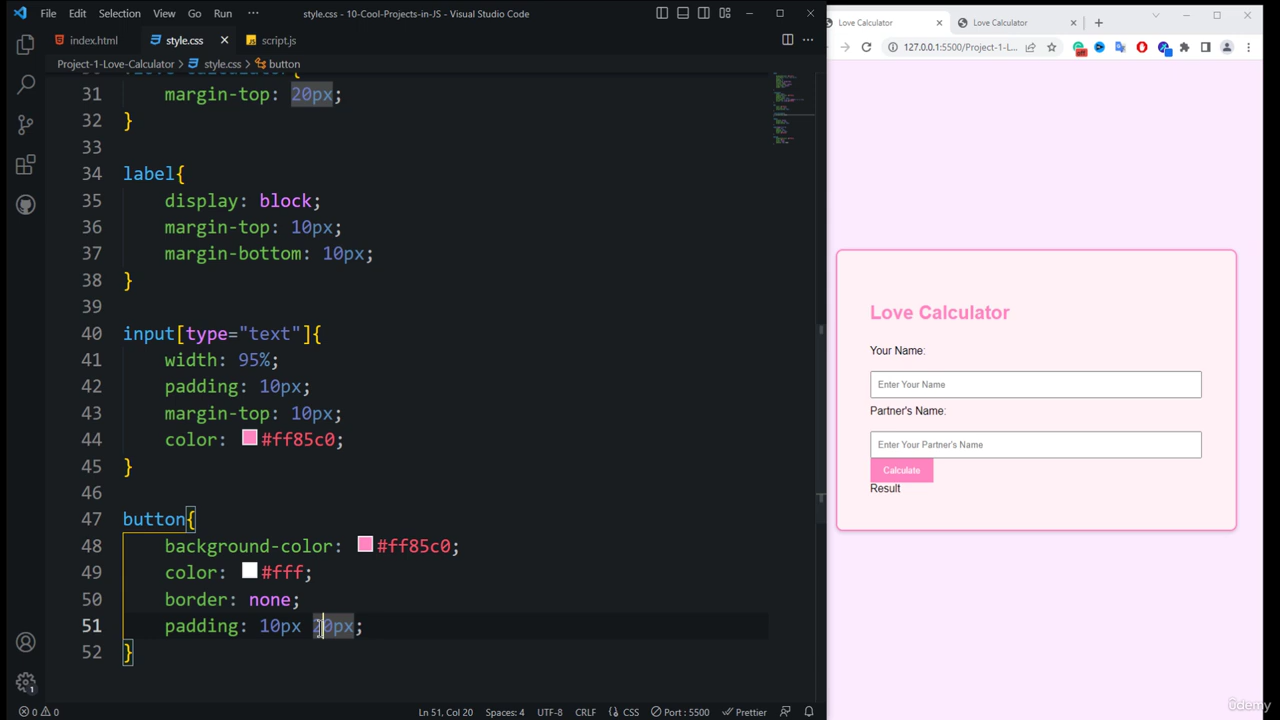 File Edit Selection View Go Run ··· style.css - 10-Cool-Projects-in-JS - Visual Studio Code
index.html style.css script.js
Project-1-Love-Calculator > style.css > button
31 margin-top: 20px;
32 }
33
34 label{
35 display: block;
36 margin-top: 10px;
37 margin-bottom: 10px;
38 }
39
40 input[type="text"]{
41 width: 95%;
42 padding: 10px;
43 margin-top: 10px;
44 color: #ff85c0;
45 }
46
47 button{
48 background-color: #ff85c0;
49 color: #fff;
50 border: none;
51 padding: 10px 20px;
52 }
0 0 Ln 51, Col 20 Spaces: 4 UTF-8 CRLF {} CSS Port : 5500 Prettier
Love Calculator Love Calculator
127.0.0.1:5500/Project-1-L...
Love Calculator
Your Name:
Enter Your Name
Partner's Name:
Enter Your Partner's Name
Calculate
Result
ûdemy